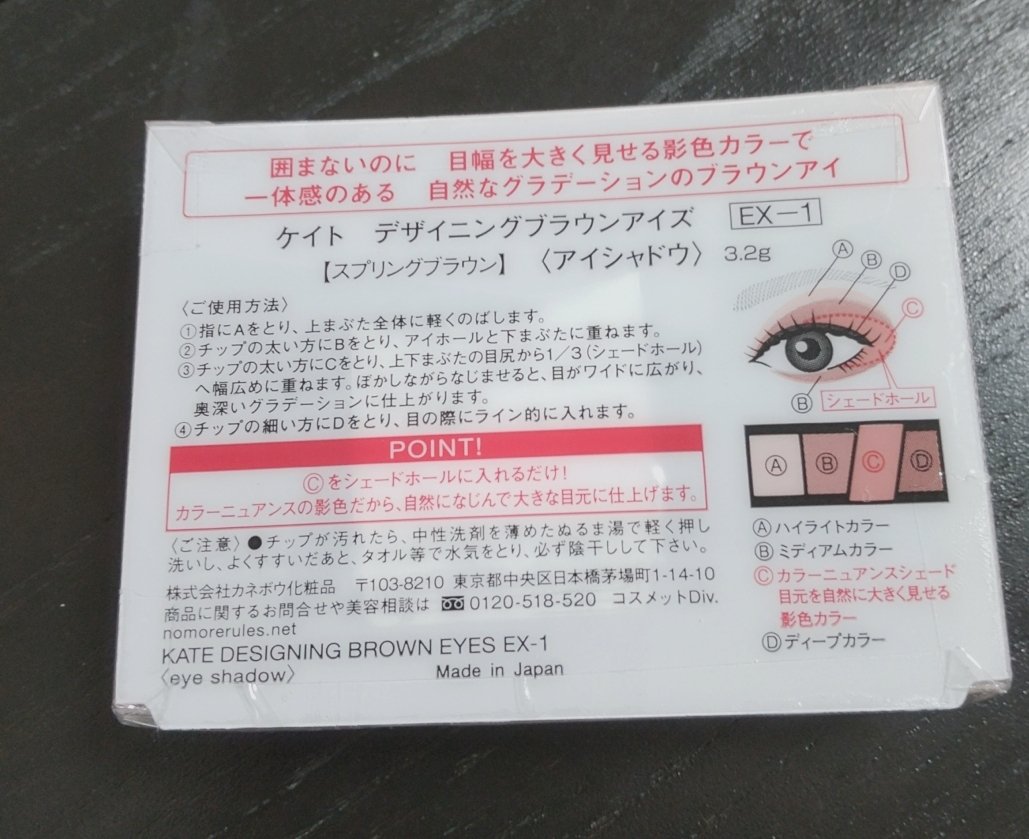 囲まないのに 目幅を大きく見せる影色カラーで
一体感のある 自然なグラデーションのブラウンアイ
ケイト デザイニングブラウンアイズ EX-1
【スプリングブラウン】〈アイシャドウ〉 3.2g
〈ご使用方法〉
①指にAをとり、上まぶた全体に軽くのばします。
②チップの太い方にBをとり、アイホールと下まぶたに重ねます。
③チップの太い方にCをとり、上下まぶたの目尻から1/3(シェードホール)
へ幅広めに重ねます。ぼかしながらなじませると、目がワイドに広がり、
奥深いグラデーションに仕上がります。
④チップの細い方にDをとり、目の際にライン的に入れます。
POINT!
Ⓒをシェードホールに入れるだけ!
カラーニュアンスの影色だから、自然になじんで大きな目元に仕上げます。
〈ご注意〉●チップが汚れたら、中性洗剤を薄めたぬるま湯で軽く押し
洗いし、よくすすいだあと、タオル等で水気をとり、必ず陰干しして下さい。
株式会社カネボウ化粧品 〒103-8210 東京都中央区日本橋茅場町1-14-10
商品に関するお問合せや美容相談は 0120-518-520 コスメットDiv.
nomorerules.net
KATE DESIGNING BROWN EYES EX-1
〈eye shadow〉 Made in Japan
Ⓐ
Ⓑ
Ⓓ
Ⓒ
Ⓑ
シェードホール
Ⓐ Ⓑ Ⓒ Ⓓ
Ⓐハイライトカラー
Ⓑミディアムカラー
Ⓒカラーニュアンスシェード
目元を自然に大きく見せる
影色カラー
Ⓓディープカラー